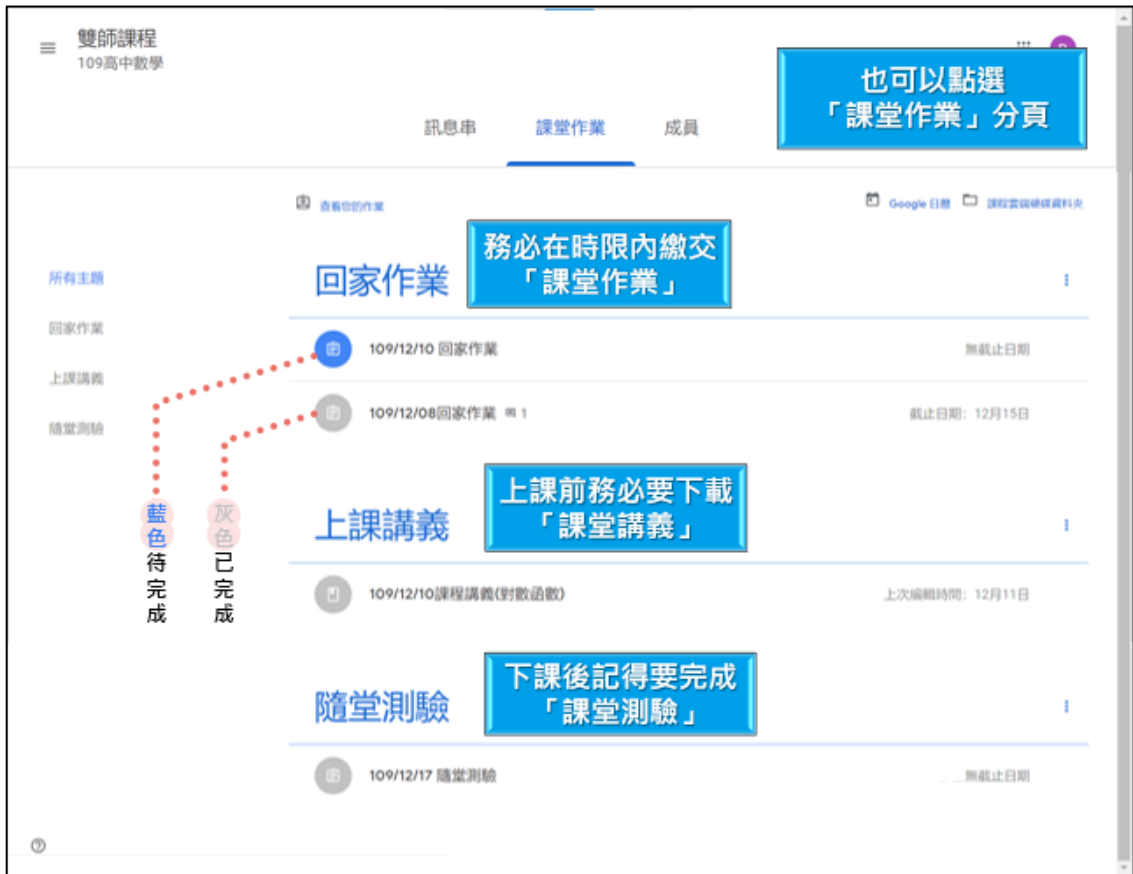 雙師課程
109高中數學
也可以點選
「課堂作業」分頁
訊息串
課堂作業
成員
查看您的作業
Google 日曆
課程雲端硬碟資料夾
務必在時限內繳交
「課堂作業」
所有主題
回家作業
上課講義
隨堂測驗
回家作業
109/12/10 回家作業
無截止日期
109/12/08回家作業 1
截止日期：12月15日
藍色待完成
灰色已完成
上課前務必要下載
「課堂講義」
上課講義
109/12/10課程講義(對數函數)
上次編輯時間：12月11日
下課後記得要完成
「課堂測驗」
隨堂測驗
109/12/17 隨堂測驗
無截止日期